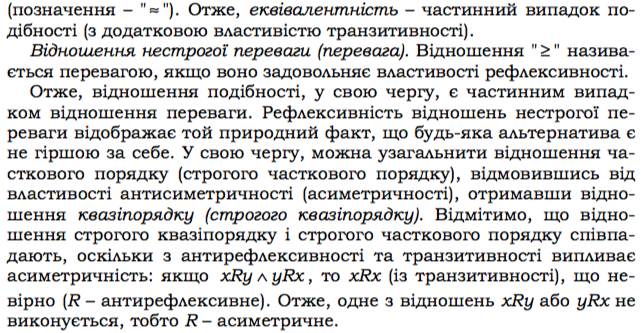 (позначення – "≈"). Отже, еквівалентність – частинний випадок по-
дібності (з додатковою властивістю транзитивності).
Відношення нестрогої переваги (перевага). Відношення "≥"назива-
ється перевагою, якщо воно задовольняє властивості рефлексивності.
Отже, відношення подібності, у свою чергу, є частинним випад-
ком відношення переваги. Рефлексивність відношень нестрогої пе-
реваги відображає той природний факт, що будь-яка альтернатива є
не гіршою за себе. У свою чергу, можна узагальнити відношення ча-
сткового порядку (строгого часткового порядку), відмовившись від
властивості антисиметричності (асиметричності), отримавши відно-
шення квазіпорядку (строгого квазіпорядку). Відмітимо, що відно-
шення строгого квазіпорядку і строгого часткового порядку співпа-
дають, оскільки з антирефлексивності та транзитивності випливає
асиметричність: якщо xRy ∧ yRx, то xRx (із транзитивності), що не-
вірно (R – антирефлексивне). Отже, одне з відношень xRy або yRx не
виконується, тобто R – асиметричне.